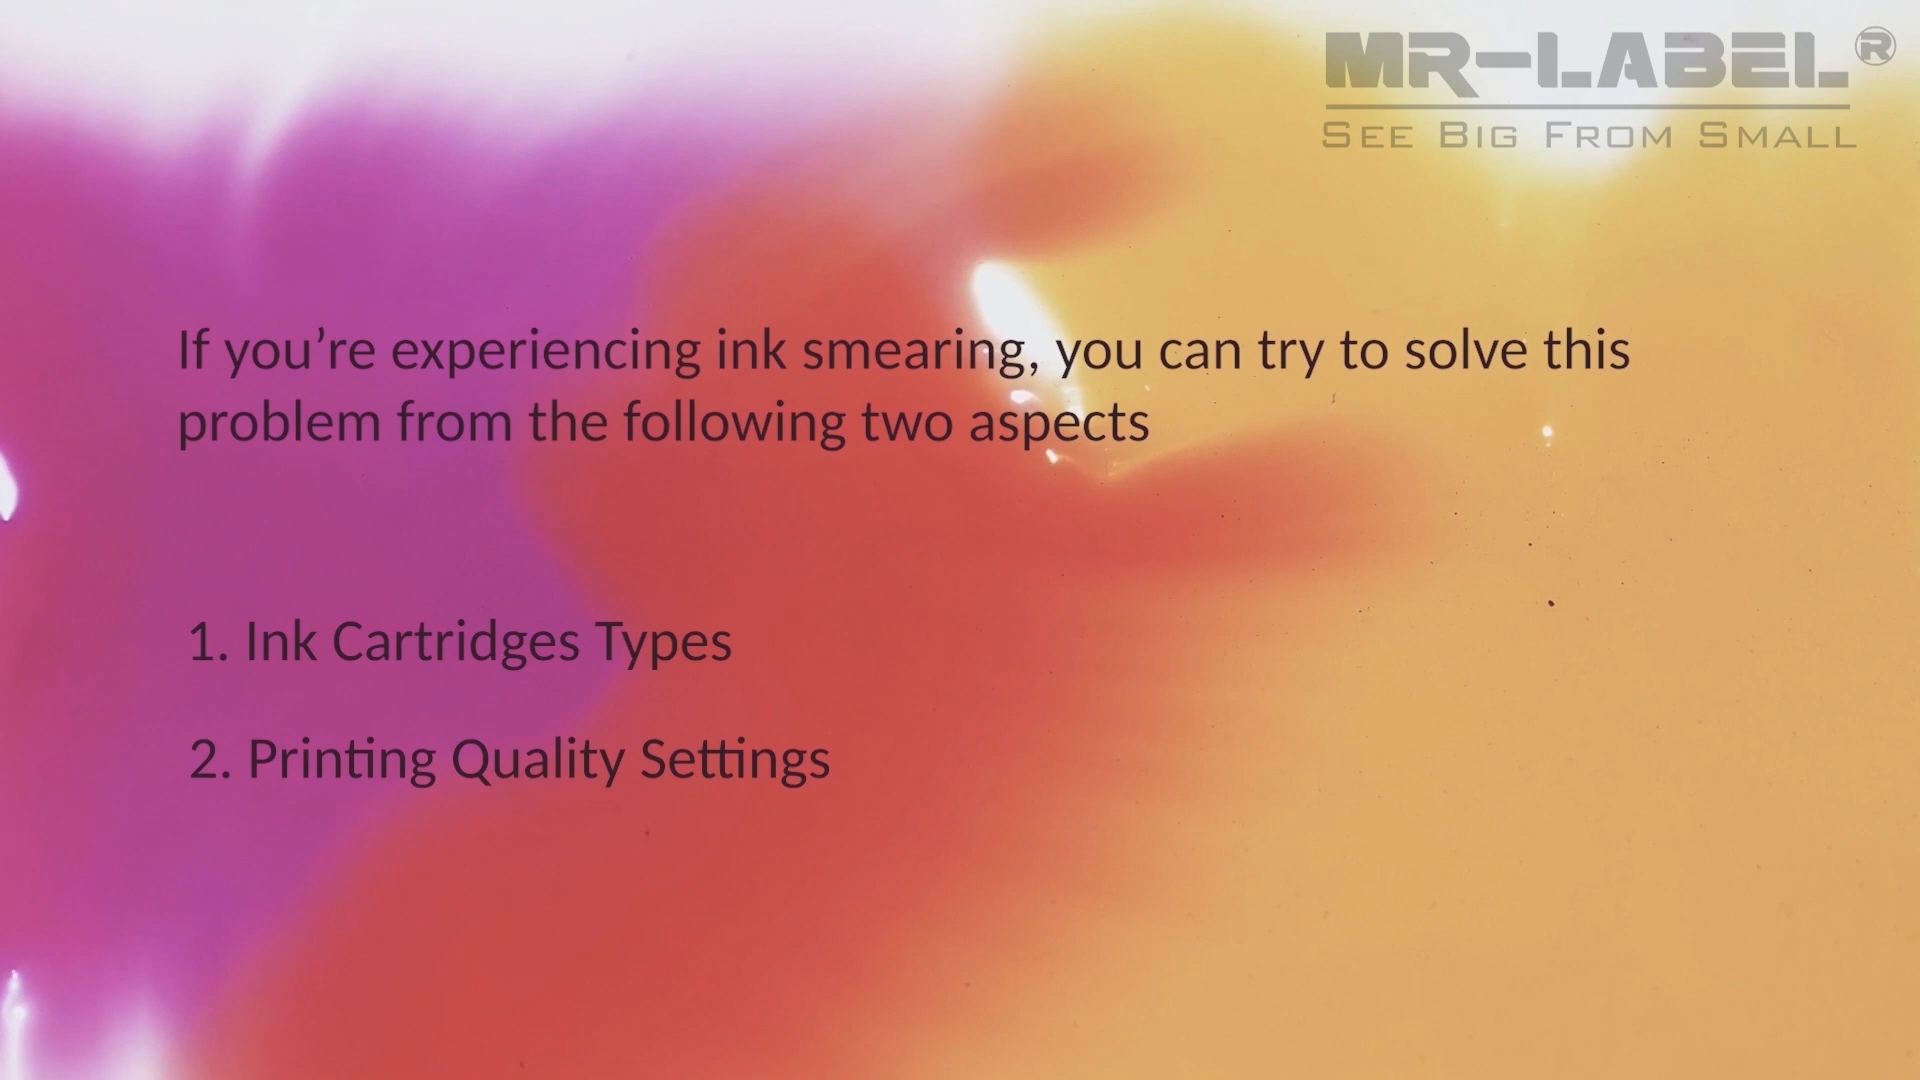 MR-LABEL®
See Big From Small
If you’re experiencing ink smearing, you can try to solve this
problem from the following two aspects
1. Ink Cartridges Types
2. Printing Quality Settings